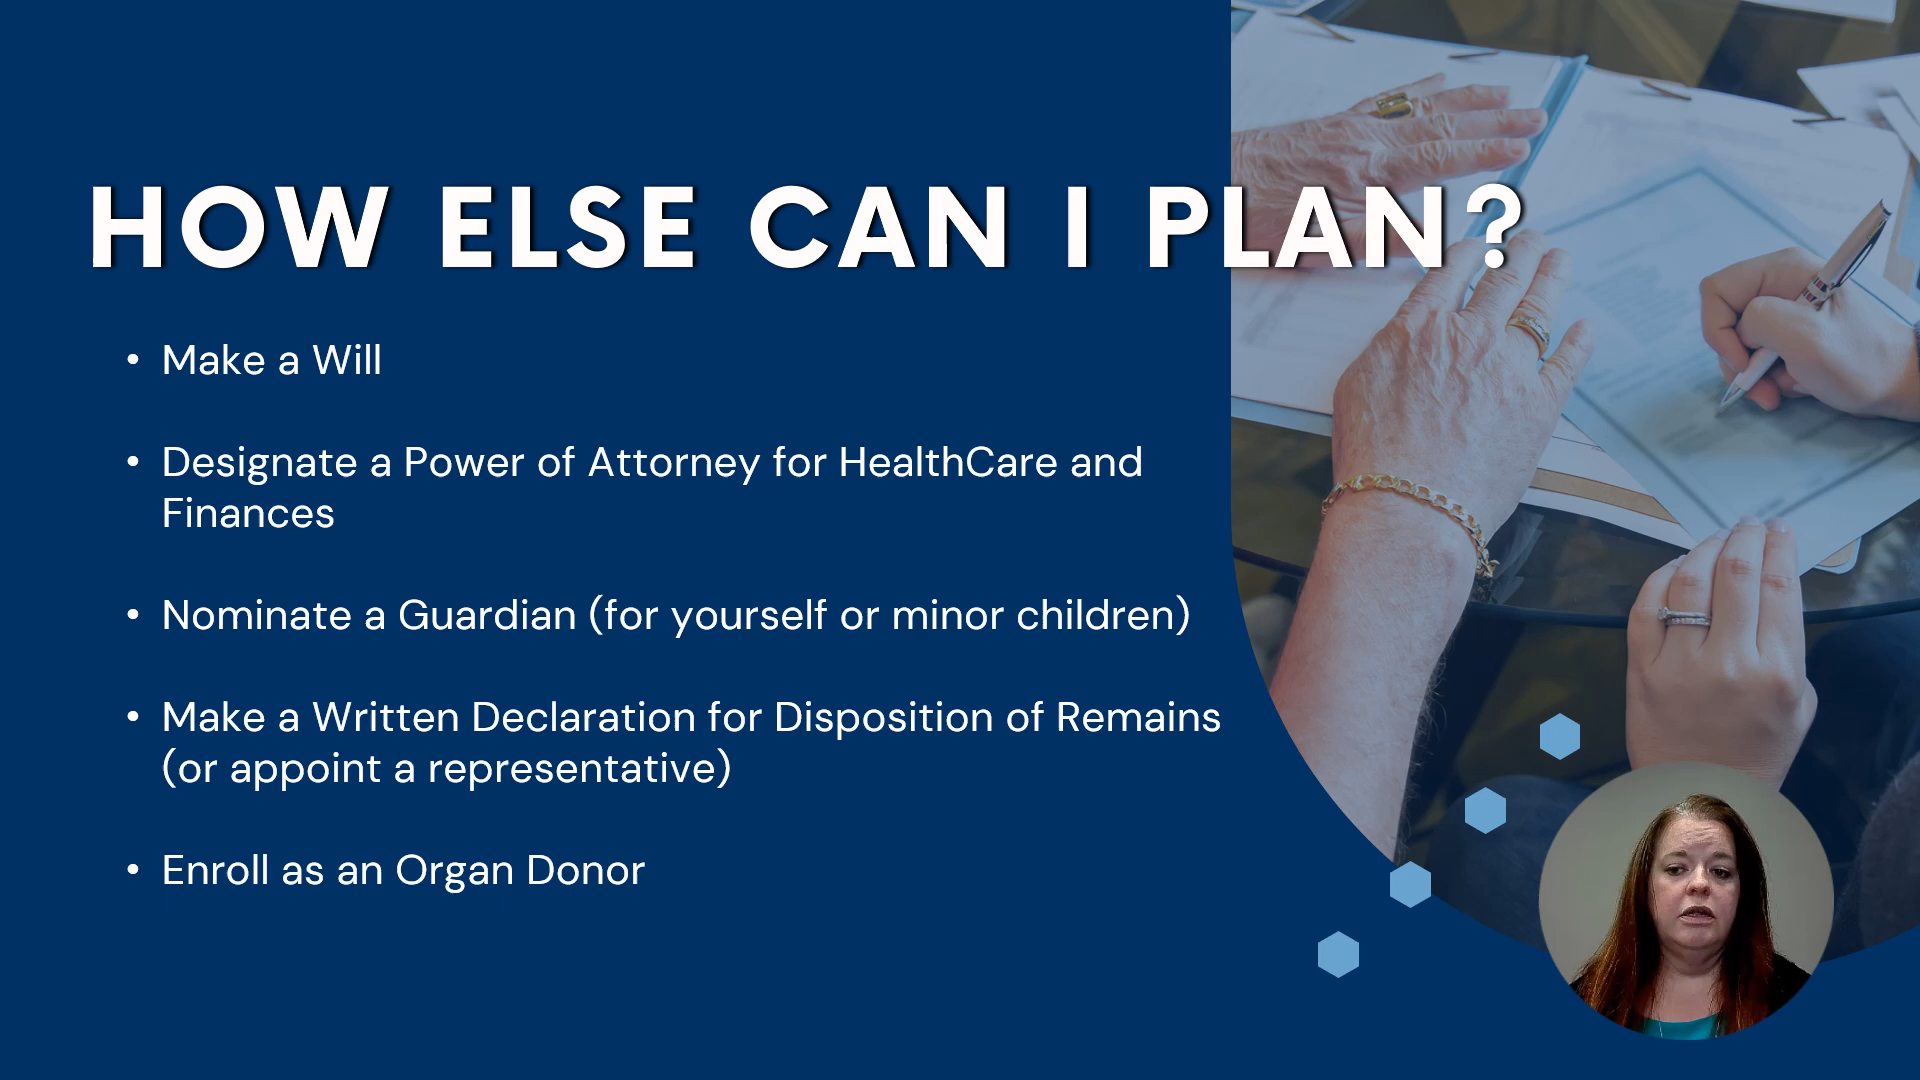 HOW ELSE CAN I PLAN?
• Make a Will
• Designate a Power of Attorney for HealthCare and
Finances
• Nominate a Guardian (for yourself or minor children)
• Make a Written Declaration for Disposition of Remains
(or appoint a representative)
• Enroll as an Organ Donor